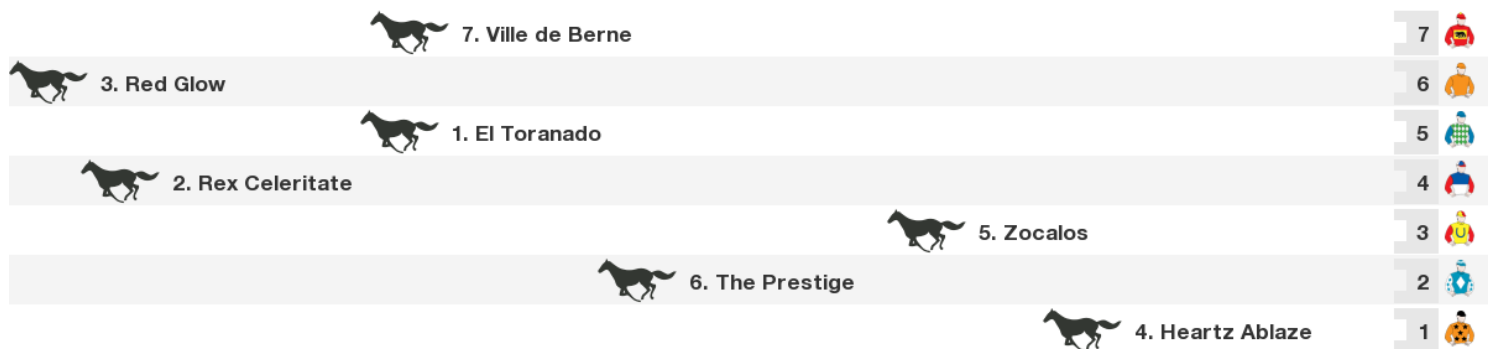 7. Ville de Berne 7
3. Red Glow 6
1. El Toranado 5
2. Rex Celeritate 4
5. Zocalos 3
6. The Prestige 2
4. Heartz Ablaze 1